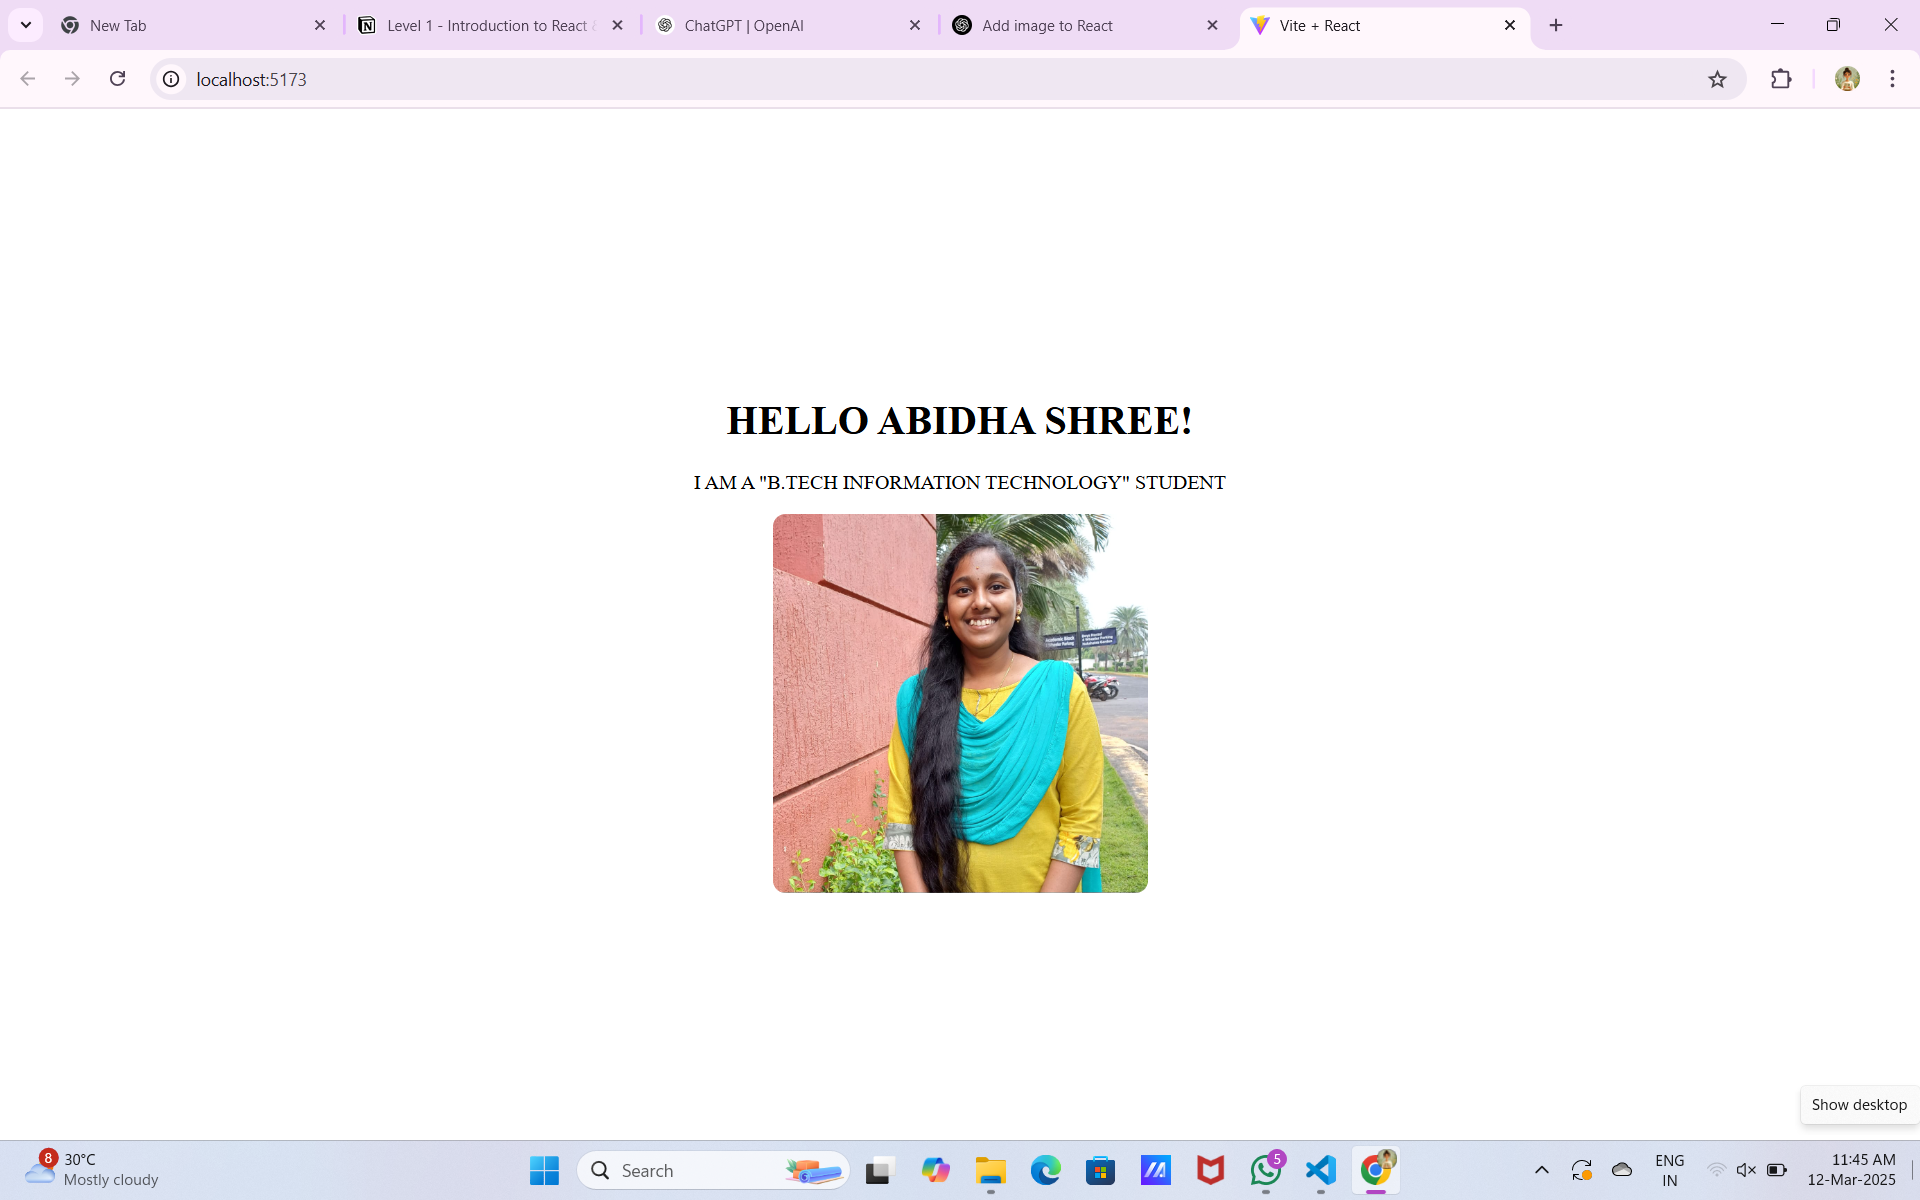 New Tab
Level 1 - Introduction to React
ChatGPT | OpenAI
Add image to React
Vite + React
localhost:5173
HELLO ABIDHA SHREE!
I AM A "B.TECH INFORMATION TECHNOLOGY" STUDENT
Academic Block
Show desktop
8
30°C
Mostly cloudy
Search
5
ENG
IN
11:45 AM
12-Mar-2025